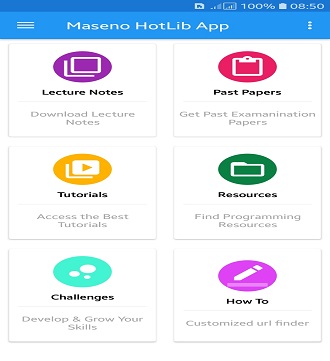 100% 08:50
Maseno HotLib App
Lecture Notes
Download Lecture
Notes
Past Papers
Get Past Examanination
Papers
Tutorials
Access the Best
Tutorials
Resources
Find Programming
Resources
Challenges
Develop & Grow Your
Skills
How To
Customized url finder